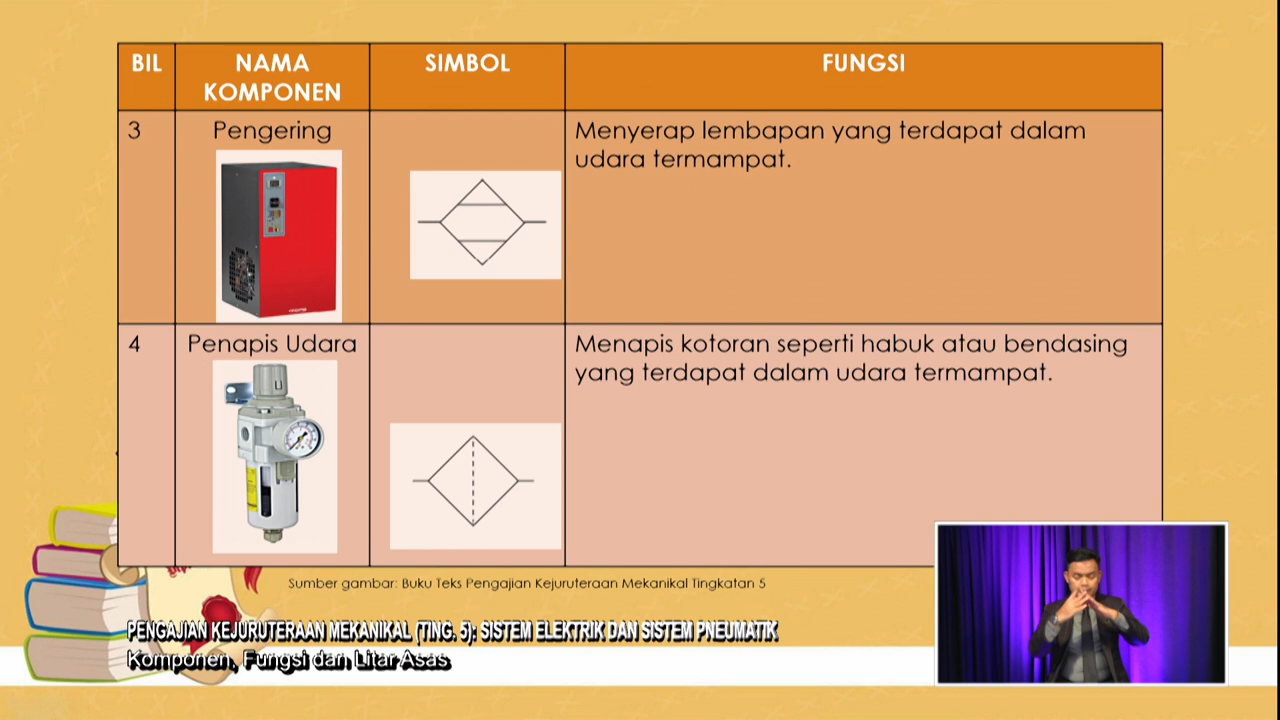 BIL
NAMA
KOMPONEN
SIMBOL
FUNGSI
3
Pengering
Menyerap lembapan yang terdapat dalam
udara termampat.
4
Penapis Udara
Menapis kotoran seperti habuk atau bendasing
yang terdapat dalam udara termampat.
Sumber gambar: Buku Teks Pengajian Kejuruteraan Mekanikal Tingkatan 5
PENGAJIAN KEJURUTERAAN MEKANIKAL (TING. 5): SISTEM ELEKTRIK DAN SISTEM PNEUMATIK
Komponen, Fungsi dan Litar Asas